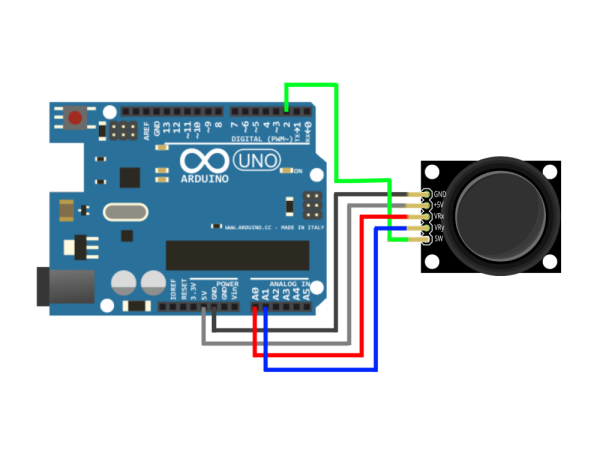 AREF
GND
13
12
~11
~10
~9
8
7
~6
~5
4
~3
2
TX→1
RX←0
DIGITAL (PWM~)
UNO
ARDUINO
ON
WWW.ARDUINO.CC - MADE IN ITALY
GND
+5V
VRx
VRy
SW
POWER
ANALOG IN
IOREF
RESET
3.3V
5V
GND
GND
Vin
A0
A1
A2
A3
A4
A5